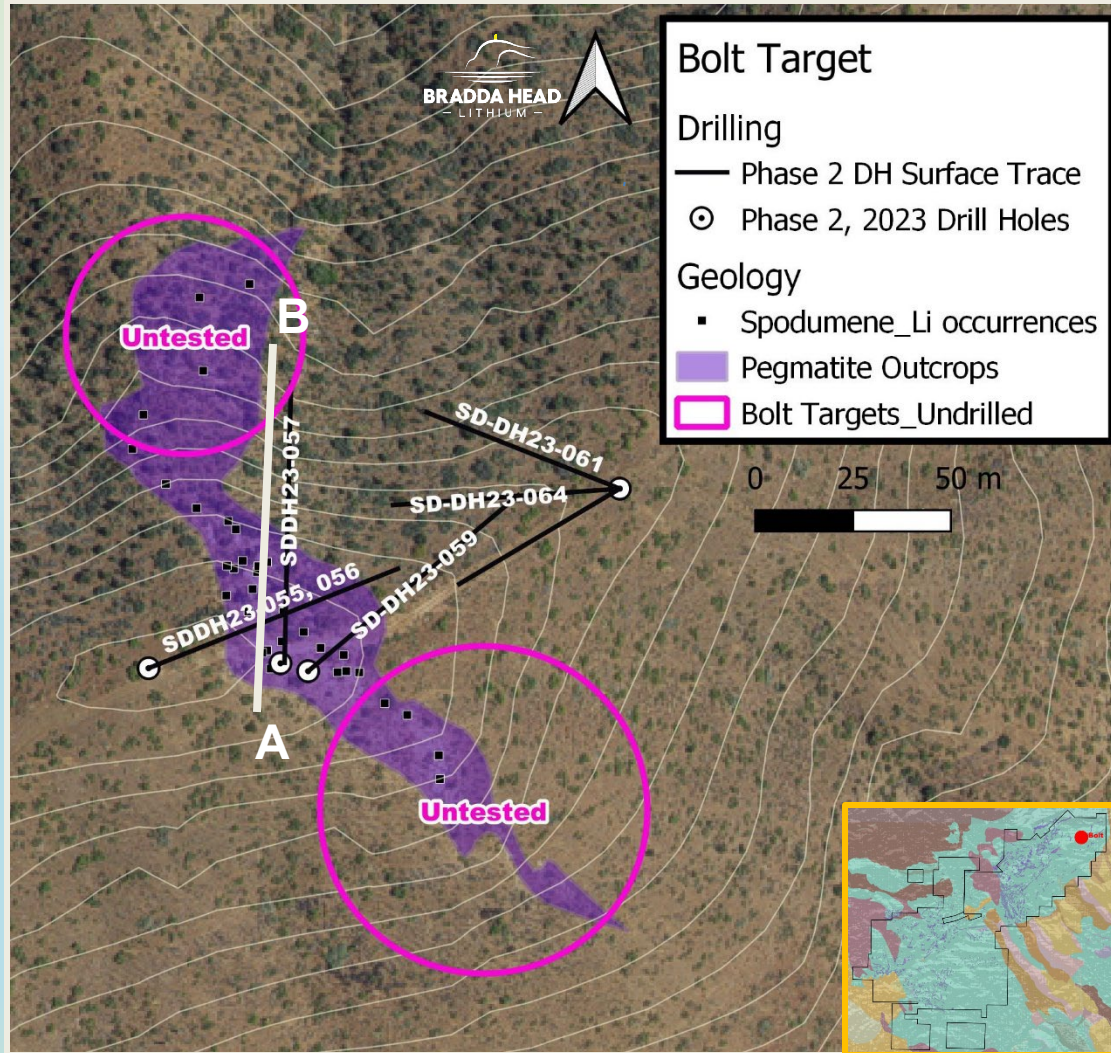 BRADDA HEAD
– LITHIUM –
Bolt Target
Drilling
Phase 2 DH Surface Trace
Phase 2, 2023 Drill Holes
Geology
Spodumene_Li occurrences
Pegmatite Outcrops
Bolt Targets_Undrilled
0 25 50 m
B
Untested
SD-DH23-061
SDDH23-057
SD-DH23-064
SD-DH23-059
SDDH23-055, 056
A
Untested
Bolt